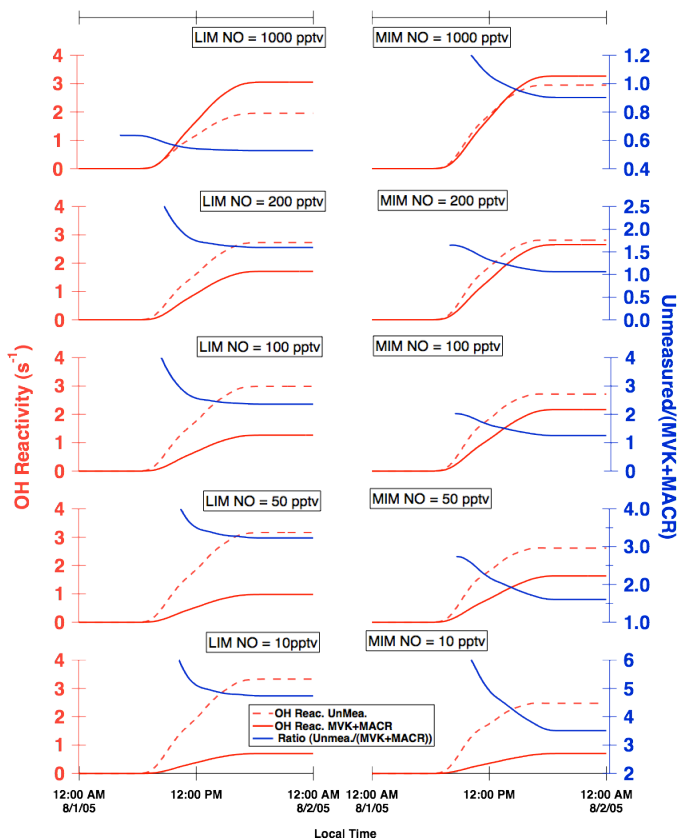 LIM NO = 1000 pptv
MIM NO = 1000 pptv
4
3
2
1
0
1.2
1.0
0.8
0.6
0.4
LIM NO = 200 pptv
MIM NO = 200 pptv
4
3
2
1
0
2.5
2.0
1.5
1.0
0.5
0.0
LIM NO = 100 pptv
MIM NO = 100 pptv
4
3
2
1
0
4
3
2
1
0
LIM NO = 50 pptv
MIM NO = 50 pptv
4
3
2
1
0
4.0
3.0
2.0
1.0
LIM NO = 10pptv
MIM NO = 10 pptv
4
3
2
1
0
6
5
4
3
2
OH Reac. UnMea.
OH Reac. MVK+MACR
Ratio (Unmea./(MVK+MACR))
OH Reactivity (s⁻¹)
Unmeasured/(MVK+MACR)
12:00 AM
8/1/05
12:00 PM
12:00 AM
8/2/05
12:00 AM
8/1/05
12:00 PM
12:00 AM
8/2/05
Local Time